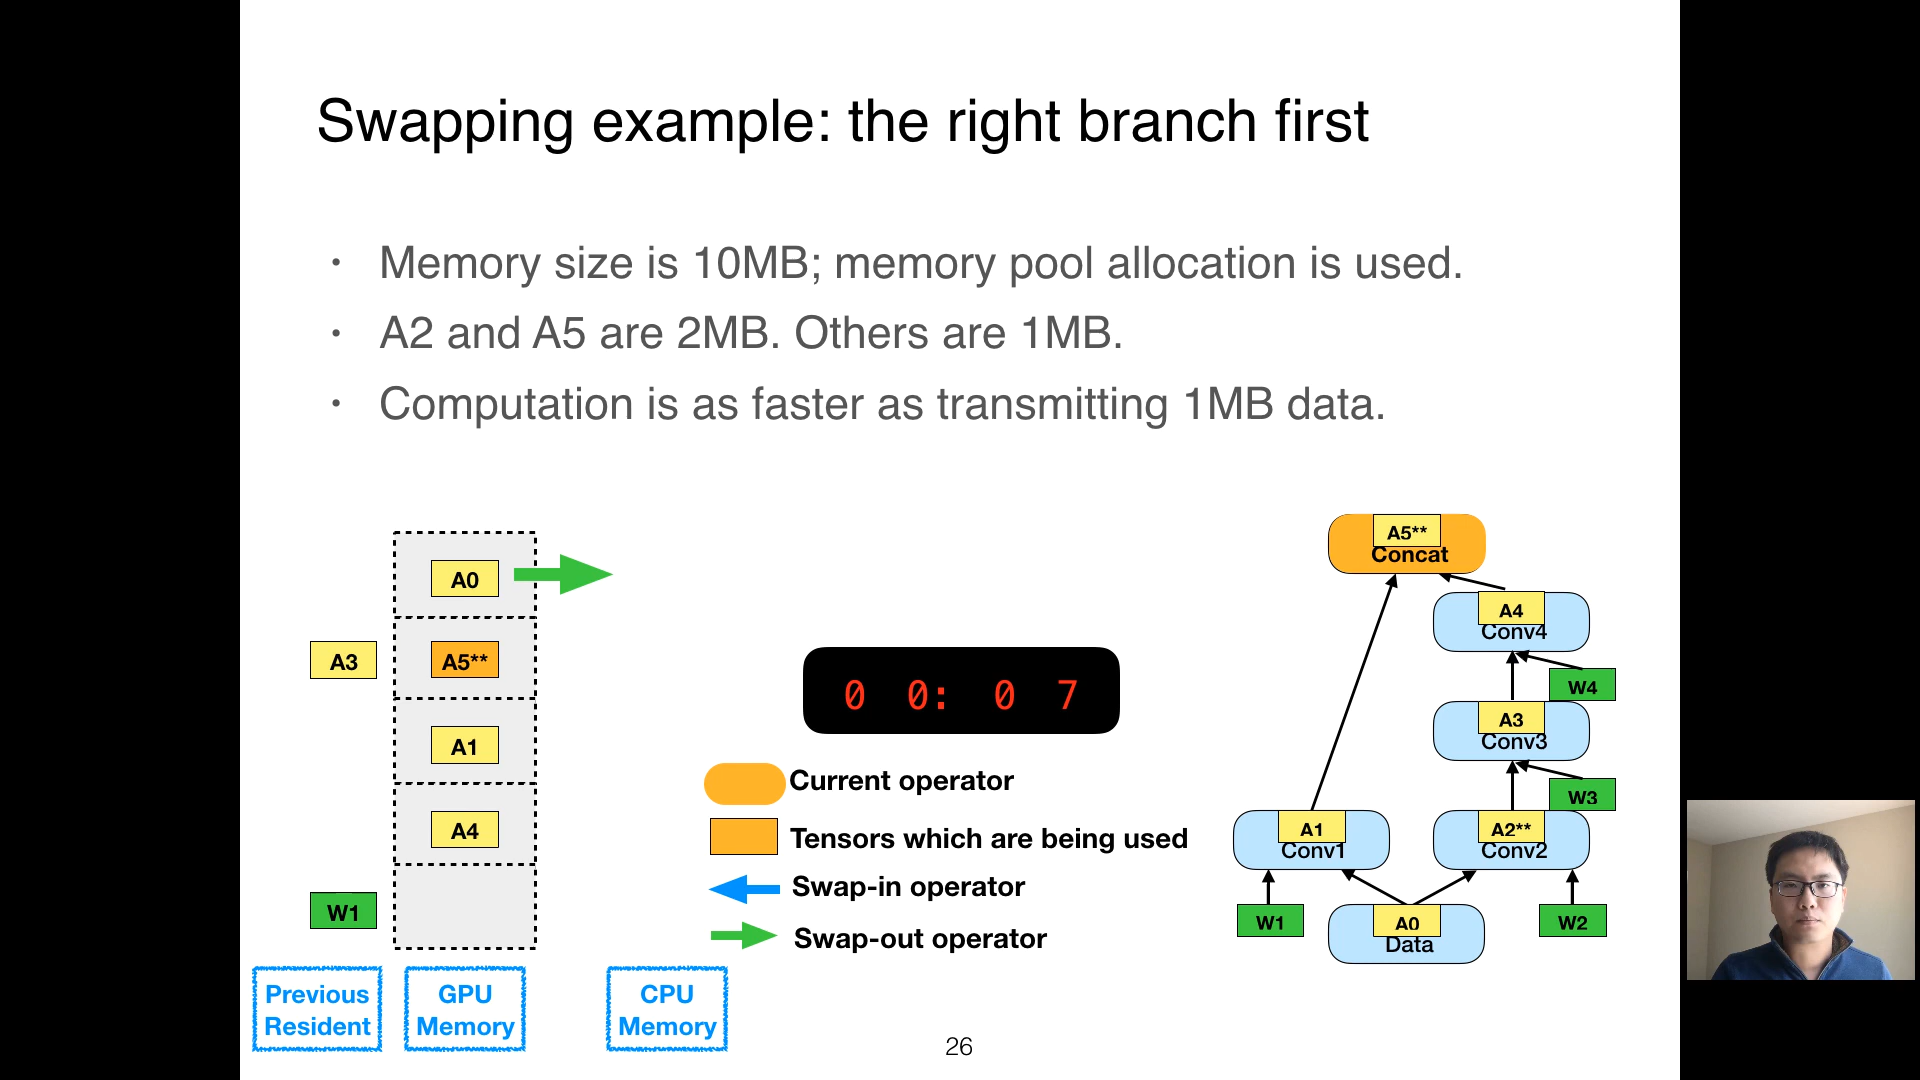 Swapping example: the right branch first
• Memory size is 10MB; memory pool allocation is used.
• A2 and A5 are 2MB. Others are 1MB.
• Computation is as faster as transmitting 1MB data.
A0
A3
A5**
A1
A4
W1
Previous
Resident
GPU
Memory
CPU
Memory
0 0: 0 7
Current operator
Tensors which are being used
Swap-in operator
Swap-out operator
A5**
Concat
A4
Conv4
W4
A3
Conv3
W3
A1
Conv1
A2**
Conv2
W1
A0
Data
W2
26